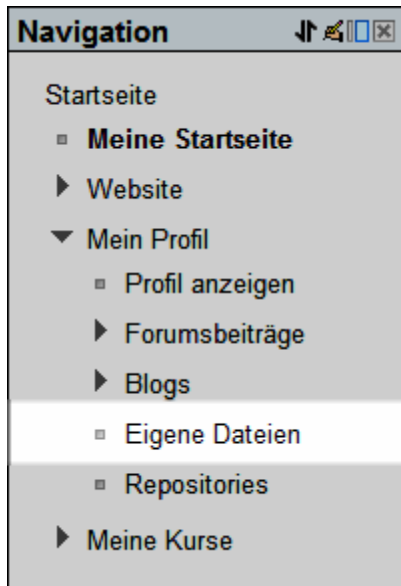 Navigation
Startseite
Meine Startseite
Website
Mein Profil
Profil anzeigen
Forumsbeiträge
Blogs
Eigene Dateien
Repositories
Meine Kurse